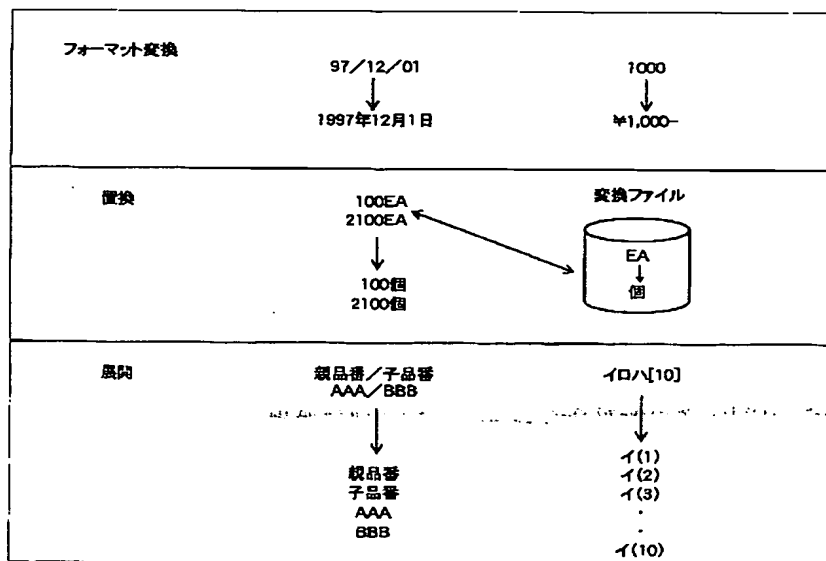 フォーマット変換
97/12/01
1000
1997年12月1日
¥1,000-
置換
100EA
2100EA
変換ファイル
EA
個
100個
2100個
展開
親品番/子品番
AAA/BBB
イロハ[10]
親品番
子品番
AAA
BBB
イ(1)
イ(2)
イ(3)
・
・
イ(10)